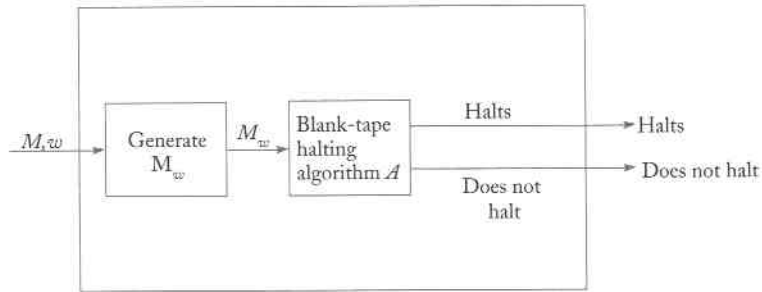 M, w
Generate
M_w
M_w
Blank-tape
halting
algorithm A
Halts
Does not
halt
Halts
Does not halt